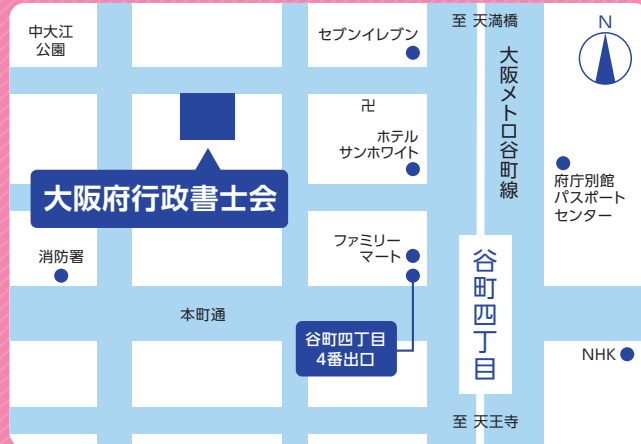 中大江
公園
セブンイレブン
至 天満橋
N
大阪メトロ谷町線
卍
ホテル
サンホワイト
大阪府行政書士会
府庁別館
パスポート
センター
消防署
ファミリー
マート
谷町四丁目
本町通
谷町四丁目
4番出口
NHK
至 天王寺